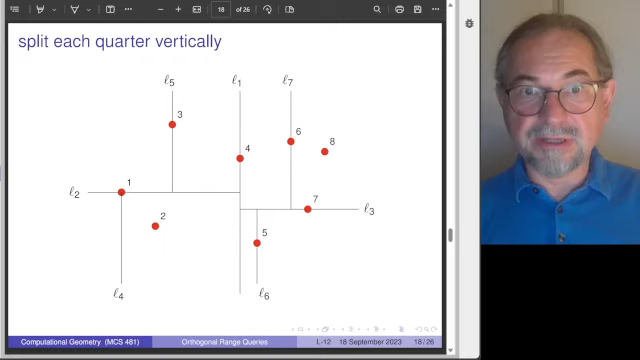 18 of 26
split each quarter vertically
ℓ5 ℓ1 ℓ7
3
6
8
4
1
ℓ2
7
ℓ3
2
5
ℓ4 ℓ6
Computational Geometry (MCS 481) Orthogonal Range Queries L-12 18 September 2023 18 / 26